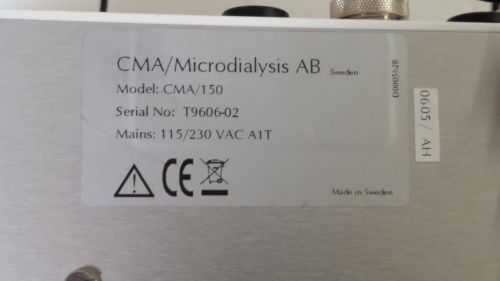 CMA/Microdialysis AB Sweden
Model: CMA/150
Serial No: T9606-02
Mains: 115/230 VAC A1T
CE
Made in Sweden
D000562B
0605 / AH